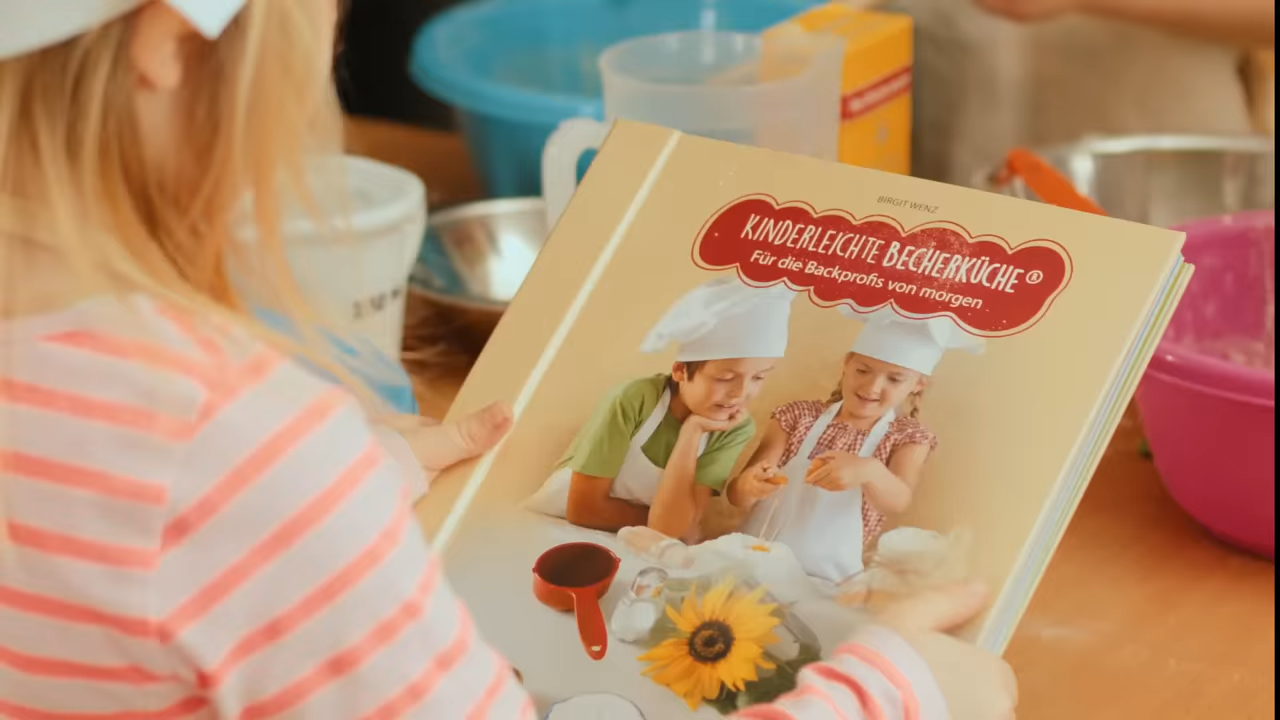 BIRGIT WENZ
KINDERLEICHTE BECHERKÜCHE®
Für die Backprofis von morgen